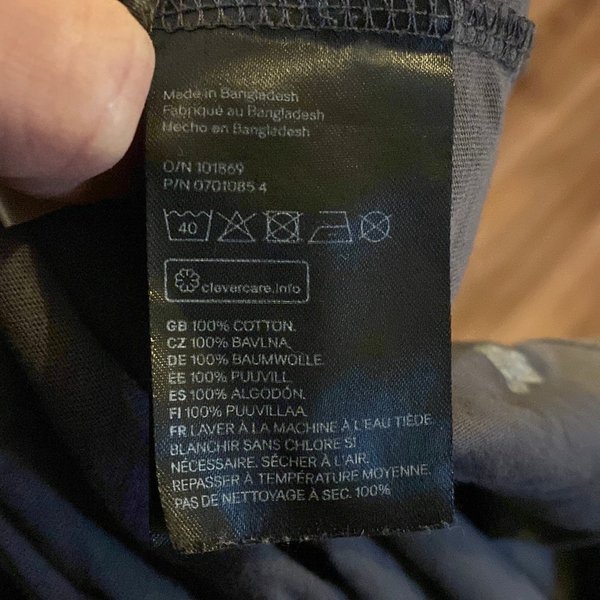 Made in Bangladesh
Fabriqué au Bangladesh
Hecho en Bangladesh
O/N 101869
P/N 0701085 4
40
clevercare.info
GB 100% COTTON.
CZ 100% BAVLNA.
DE 100% BAUMWOLLE.
EE 100% PUUVILL.
ES 100% ALGODÓN.
FI 100% PUUVILLAA.
FR LAVER À LA MACHINE À L'EAU TIÈDE.
BLANCHIR SANS CHLORE SI
NÉCESSAIRE. SÉCHER À L'AIR.
REPASSER À TEMPÉRATURE MOYENNE.
PAS DE NETTOYAGE À SEC. 100%